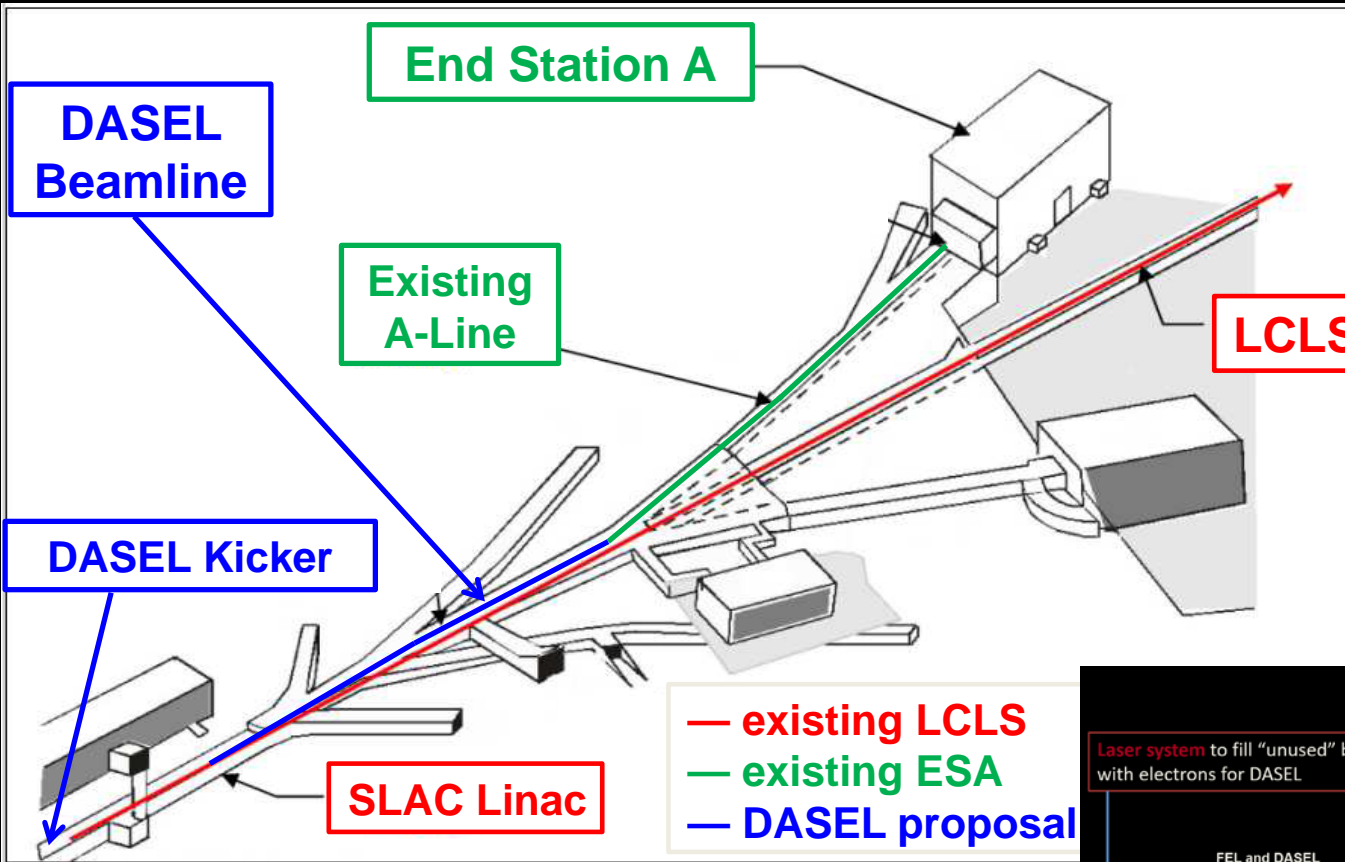 End Station A
DASEL
Beamline
Existing
A-Line
LCLS
DASEL Kicker
SLAC Linac
— existing LCLS
— existing ESA
— DASEL proposal
Laser system to fill “unused”
with electrons for DASEL
FEL and DASEL